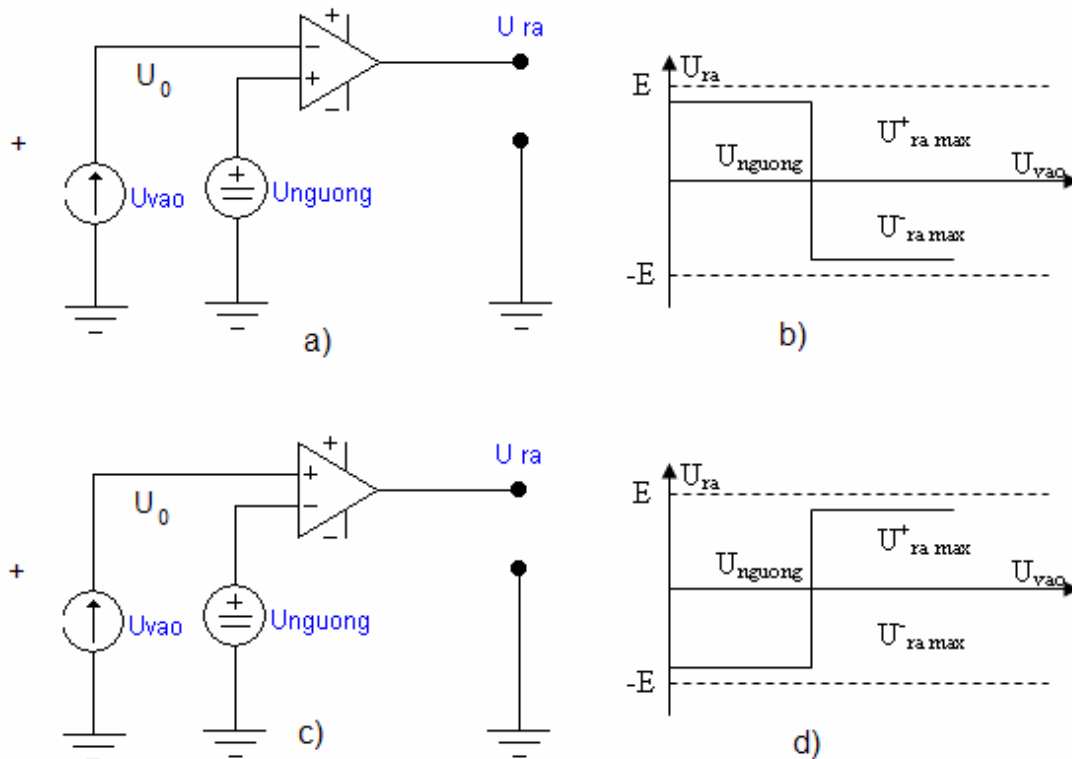 U ra
+
−
U0
+
−
+
+
Uvao
Unguong
a)
Ura
E
U+ra max
Unguong
Uvao
U-ra max
-E
b)
U ra
+
+
U0
−
−
+
+
Uvao
Unguong
c)
Ura
E
U+ra max
Unguong
Uvao
U-ra max
-E
d)